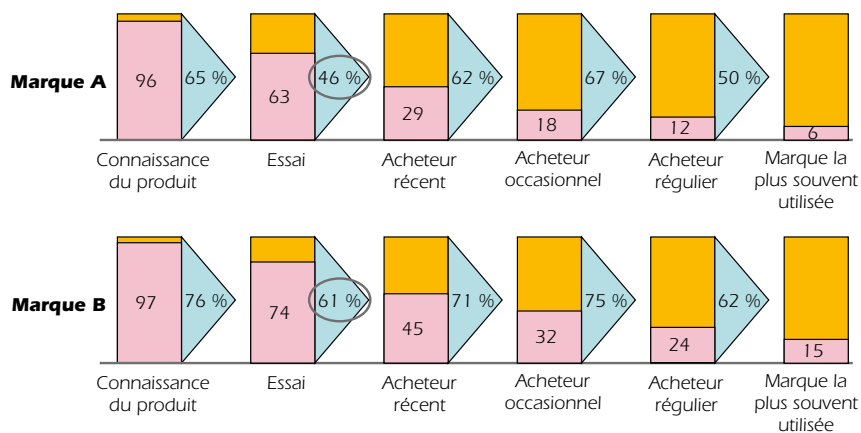 Marque A
96 65 % 63 46 % 29 62 % 18 67 % 12 50 % 6
Connaissance Essai Acheteur Acheteur Acheteur Marque la
du produit récent occasionnel régulier plus souvent
utilisée
Marque B
97 76 % 74 61 % 45 71 % 32 75 % 24 62 % 15
Connaissance Essai Acheteur Acheteur Acheteur Marque la
du produit récent occasionnel régulier plus souvent
utilisée